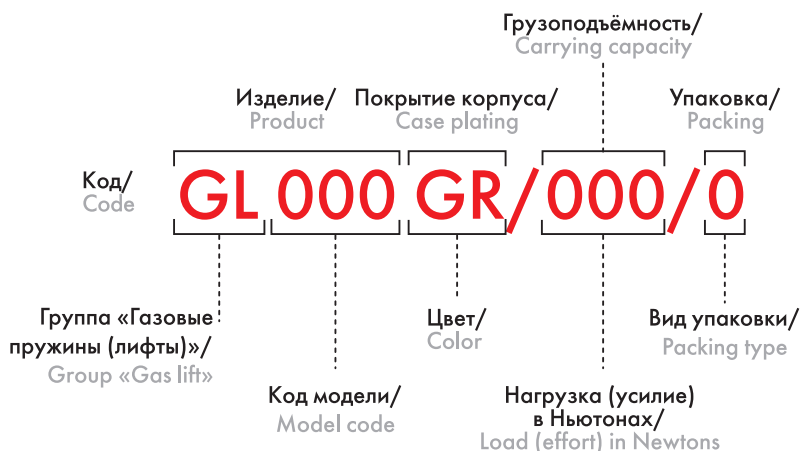 Грузоподъёмность/
Carrying capacity
Изделие/
Product
Покрытие корпуса/
Case plating
Упаковка/
Packing
Код/
Code
GL 000 GR/000/0
Группа «Газовые
пружины (лифты)»/
Group «Gas lift»
Код модели/
Model code
Цвет/
Color
Нагрузка (усилие)
в Ньютонах/
Load (effort) in Newtons
Вид упаковки/
Packing type